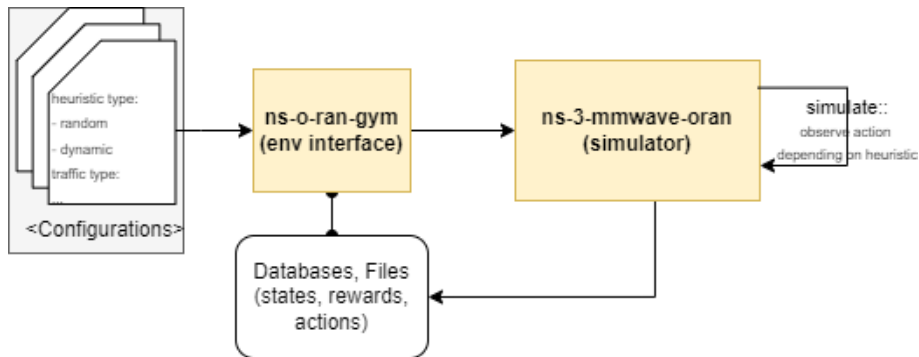 heuristic type:
- random
- dynamic
traffic type:
...
<Configurations>
ns-o-ran-gym
(env interface)
ns-3-mmwave-oran
(simulator)
simulate::
observe action
depending on heuristic
Databases, Files
(states, rewards,
actions)